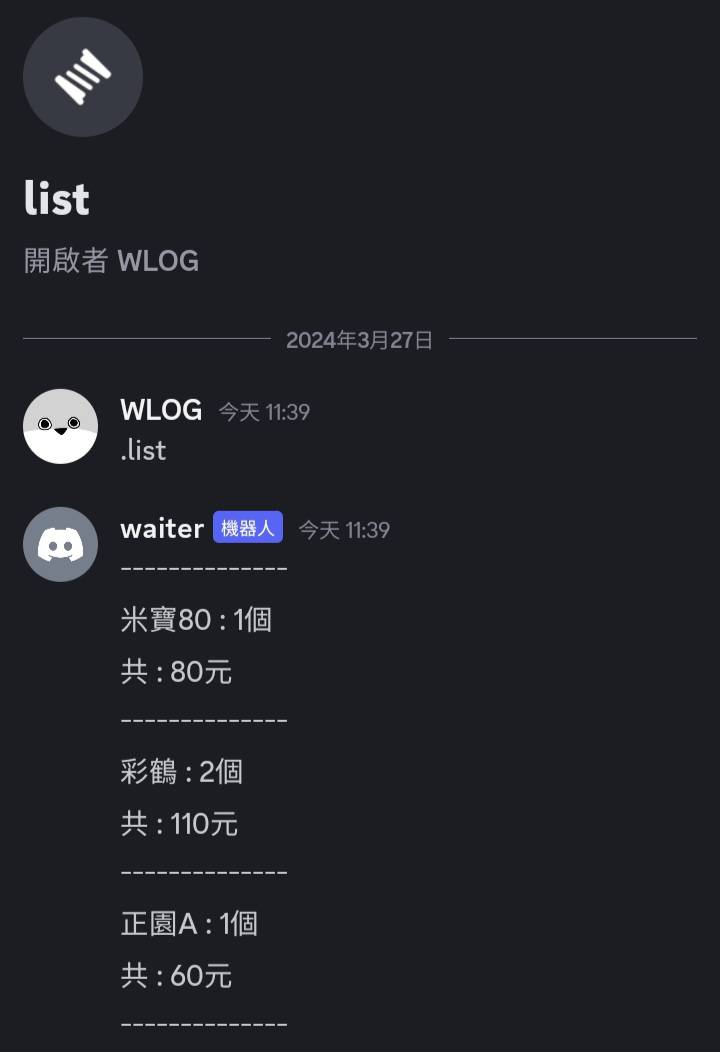 list
開啟者 WLOG
2024年3月27日
WLOG 今天 11:39
.list
waiter 機器人 今天 11:39
--------------
米寶80 : 1個
共 : 80元
--------------
彩鶴 : 2個
共 : 110元
--------------
正園A : 1個
共 : 60元
--------------